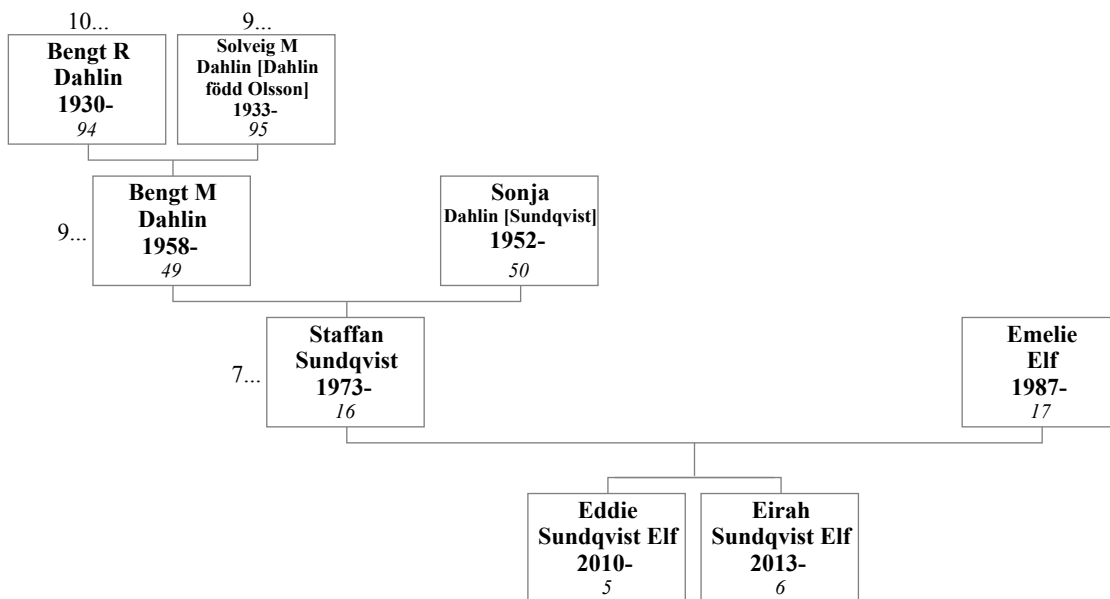 10...
9...
Bengt R
Dahlin
1930-
94
Solveig M
Dahlin [Dahlin
född Olsson]
1933-
95
9...
Bengt M
Dahlin
1958-
49
Sonja
Dahlin [Sundqvist]
1952-
50
7...
Staffan
Sundqvist
1973-
16
Emelie
Elf
1987-
17
Eddie
Sundqvist Elf
2010-
5
Eirah
Sundqvist Elf
2013-
6